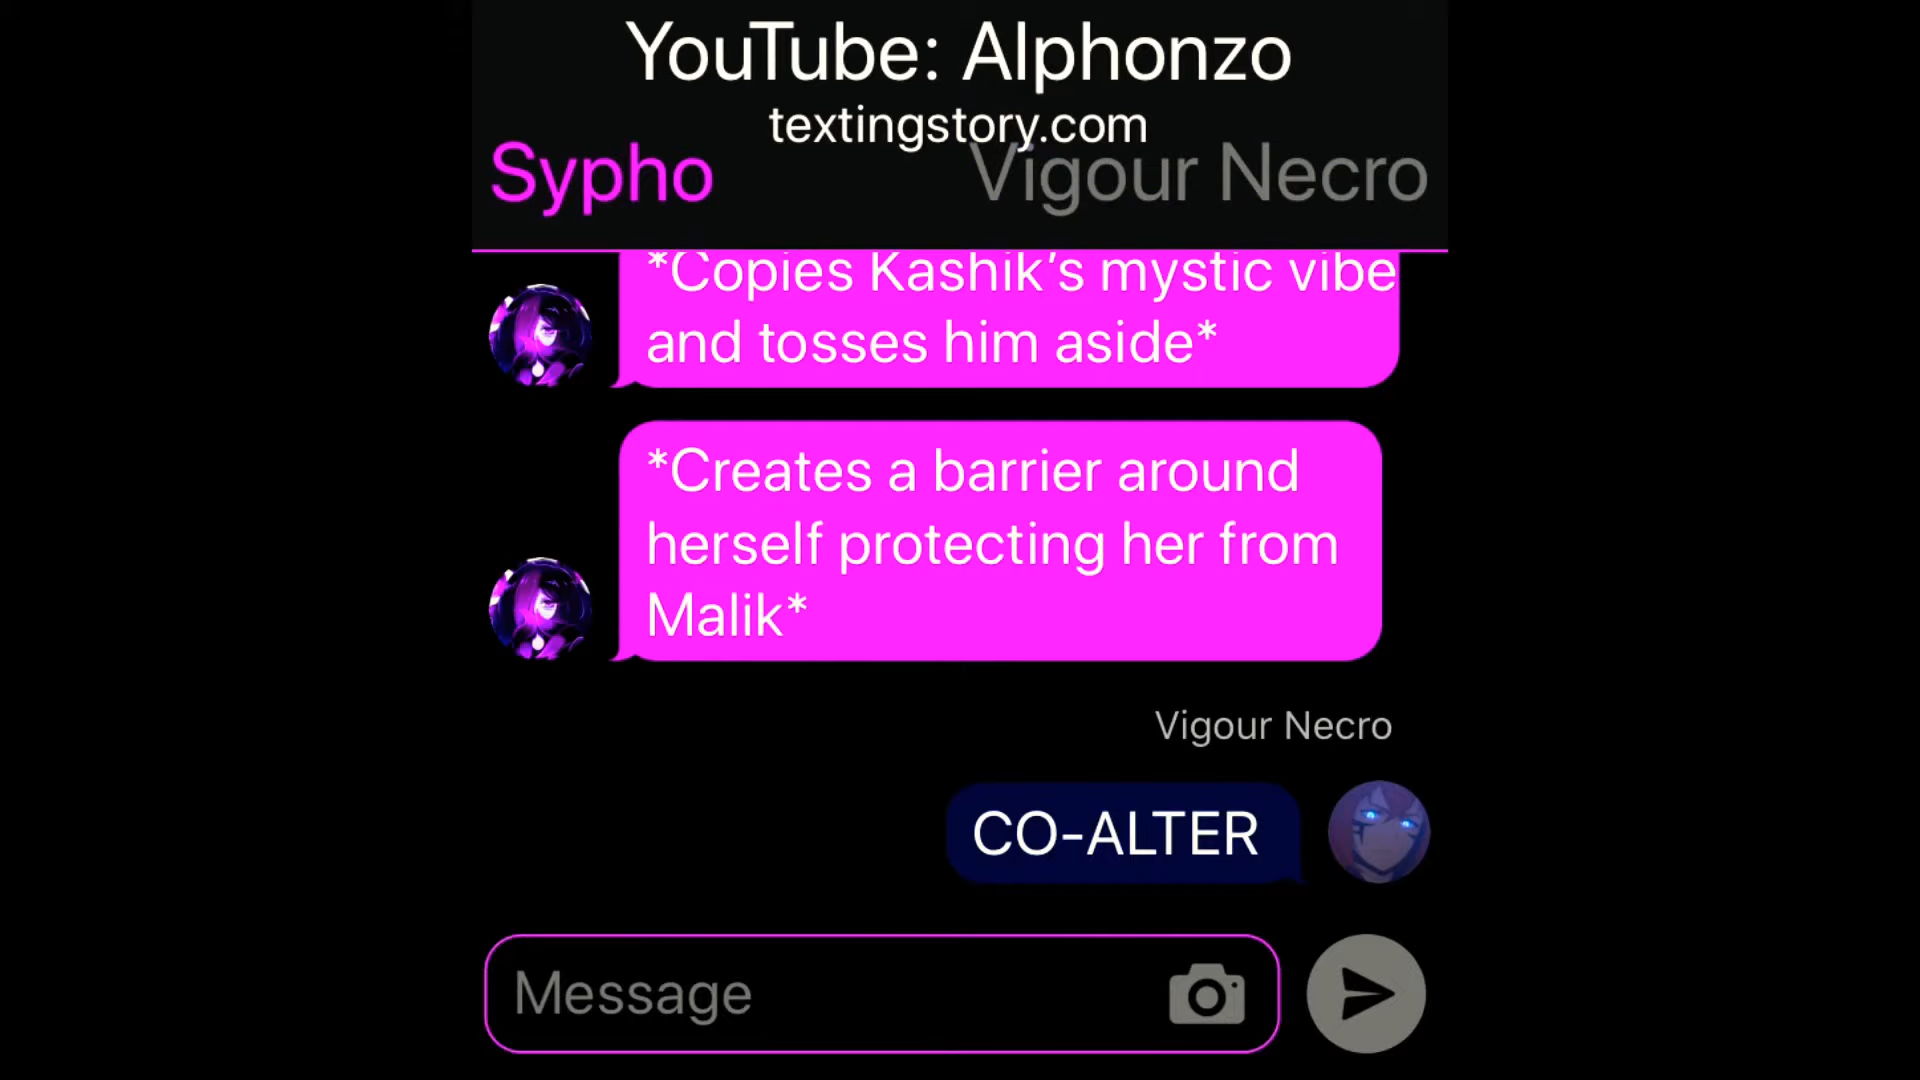 YouTube: Alphonzo
textingstory.com
Sypho
Vigour Necro
*Copies Kashik’s mystic vibe
and tosses him aside*
*Creates a barrier around
herself protecting her from
Malik*
Vigour Necro
CO-ALTER
Message